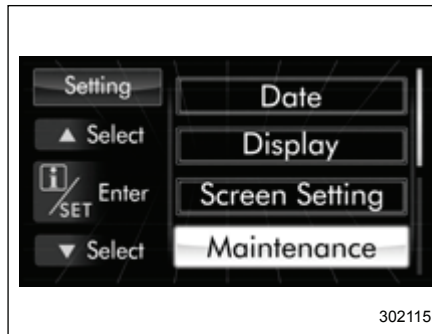 Setting
▲ Select
i/SET Enter
▼ Select
Date
Display
Screen Setting
Maintenance
302115